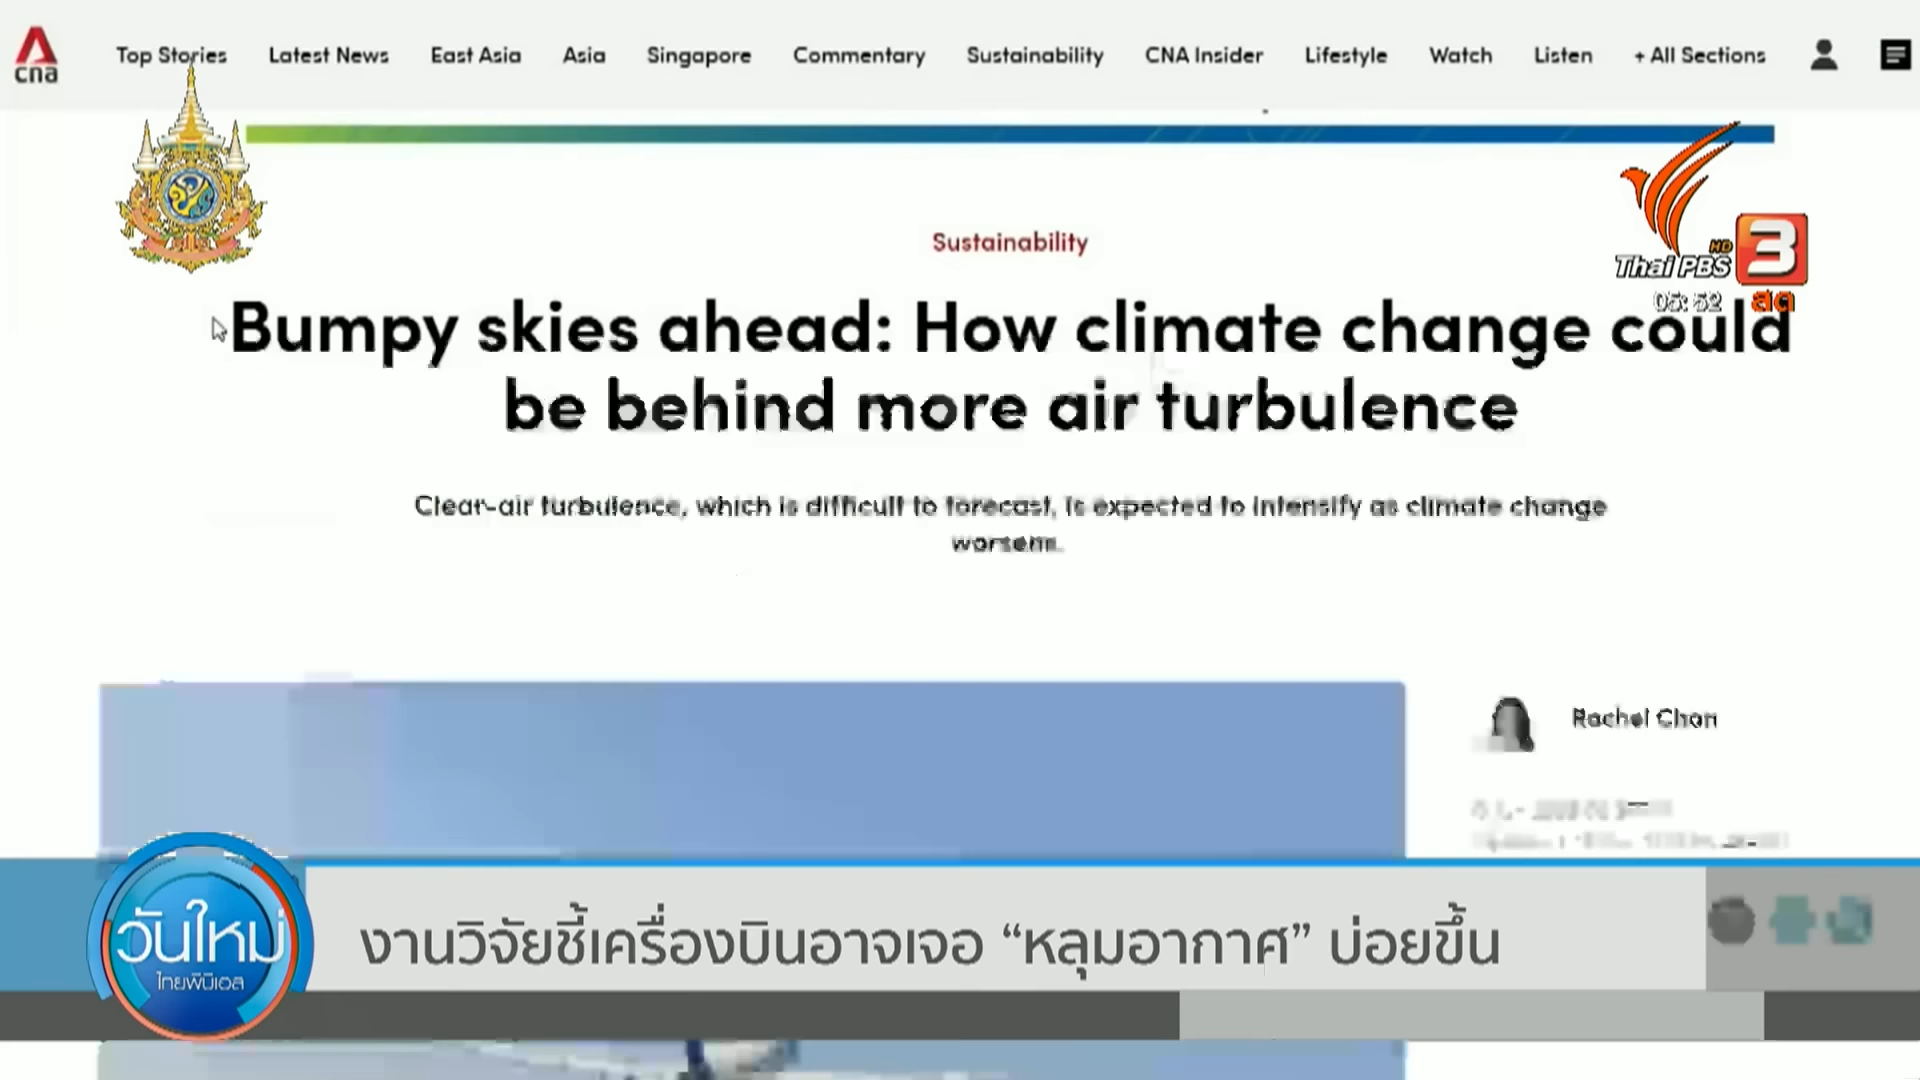 cna
Top Stories Latest News East Asia Asia Singapore Commentary Sustainability CNA Insider Lifestyle Watch Listen + All Sections
Sustainability
HD
Thai PBS 3
05:52 สด
Bumpy skies ahead: How climate change could
be behind more air turbulence
Clear-air turbulence, which is difficult to forecast, is expected to intensify as climate change
worsens.
Rachel Chan
วันใหม่
ไทยพีบีเอส
งานวิจัยชี้เครื่องบินอาจเจอ “หลุมอากาศ” บ่อยขึ้น